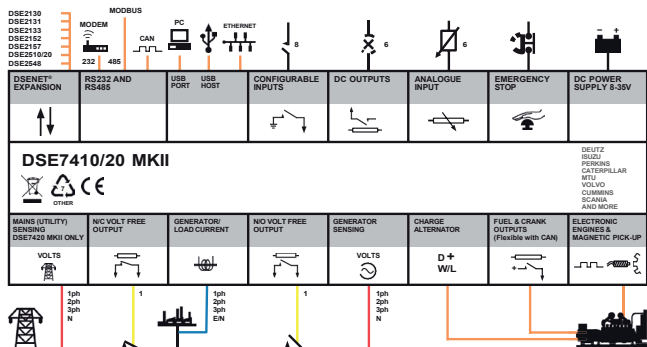 DSE2130
DSE2131
DSE2133
DSE2152
DSE2157
DSE2510/20
DSE2548
MODEM
MODBUS
232
485
CAN
PC
ETHERNET
8
6
6
- +
DSENET®
EXPANSION
RS232 AND
RS485
USB
PORT
USB
HOST
CONFIGURABLE
INPUTS
DC OUTPUTS
ANALOGUE
INPUT
EMERGENCY
STOP
DC POWER
SUPPLY 8-35V
DSE7410/20 MKII
7
OTHER
CE
DEUTZ
ISUZU
PERKINS
CATERPILLAR
MTU
VOLVO
CUMMINS
SCANIA
AND MORE
MAINS (UTILITY)
SENSING
DSE7420 MKII ONLY
N/C VOLT FREE
OUTPUT
GENERATOR/
LOAD CURRENT
N/O VOLT FREE
OUTPUT
GENERATOR
SENSING
CHARGE
ALTERNATOR
FUEL & CRANK
OUTPUTS
(Flexible with CAN)
ELECTRONIC
ENGINES &
MAGNETIC PICK-UP
VOLTS
VOLTS
D+
W/L
+
1ph
2ph
3ph
N
1
1ph
2ph
3ph
E/N
1
1ph
2ph
3ph
N